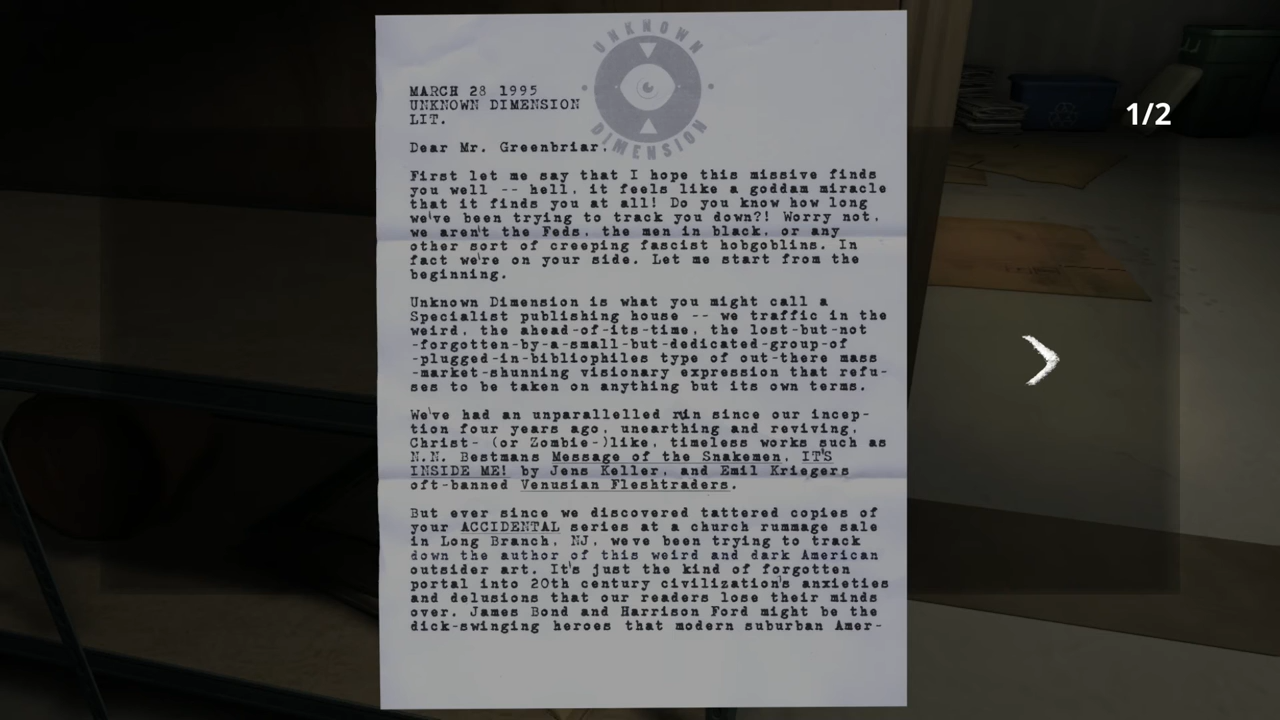 UNKNOWN
DIMENSION
1/2
MARCH 28 1995
UNKNOWN DIMENSION
LIT.
Dear Mr. Greenbriar,
First let me say that I hope this missive finds
you well -- hell, it feels like a goddam miracle
that it finds you at all! Do you know how long
we've been trying to track you down?! Worry not,
we aren't the Feds, the men in black, or any
other sort of creeping fascist hobgoblins. In
fact we're on your side. Let me start from the
beginning.
Unknown Dimension is what you might call a
Specialist publishing house -- we traffic in the
weird, the ahead-of-its-time, the lost-but-not
-forgotten-by-a-small-but-dedicated-group-of
-plugged-in-bibliophiles type of out-there mass
-market-shunning visionary expression that refu-
ses to be taken on anything but its own terms.
We've had an unparallelled run since our incep-
tion four years ago, unearthing and reviving,
Christ- (or Zombie-)like, timeless works such as
N.N. Bestmans Message of the Snakemen, IT'S
INSIDE ME! by Jens Keller, and Emil Kriegers
oft-banned Venusian Fleshtraders.
But ever since we discovered tattered copies of
your ACCIDENTAL series at a church rummage sale
in Long Branch, NJ, we've been trying to track
down the author of this weird and dark American
outsider art. It's just the kind of forgotten
portal into 20th century civilization's anxieties
and delusions that our readers lose their minds
over. James Bond and Harrison Ford might be the
dick-swinging heroes that modern suburban Amer-